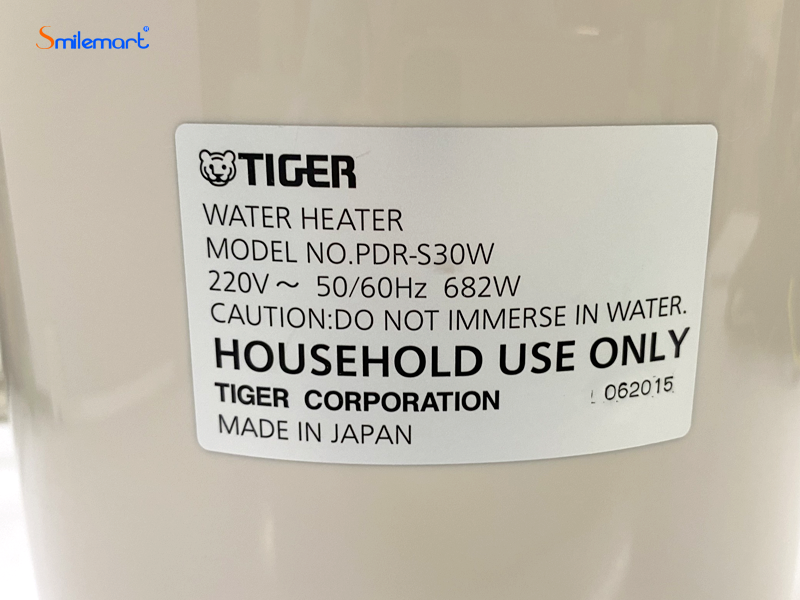 Smilemart®
TIGER
WATER HEATER
MODEL NO.PDR-S30W
220V～ 50/60Hz 682W
CAUTION:DO NOT IMMERSE IN WATER.
HOUSEHOLD USE ONLY
TIGER CORPORATION
062015
MADE IN JAPAN